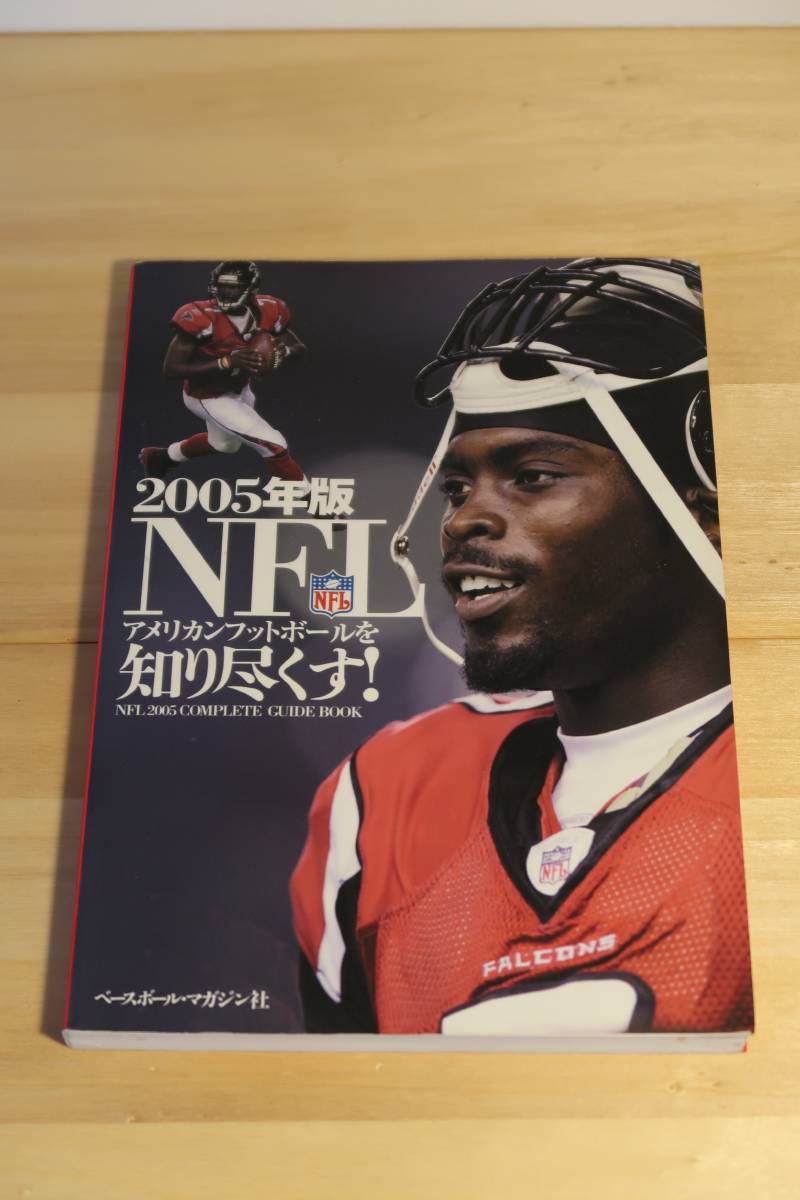 2005年版
NFL
NFL
アメリカンフットボールを
知り尽くす!
NFL 2005 COMPLETE GUIDE BOOK
NFL
FALCONS
ベースボール・マガジン社